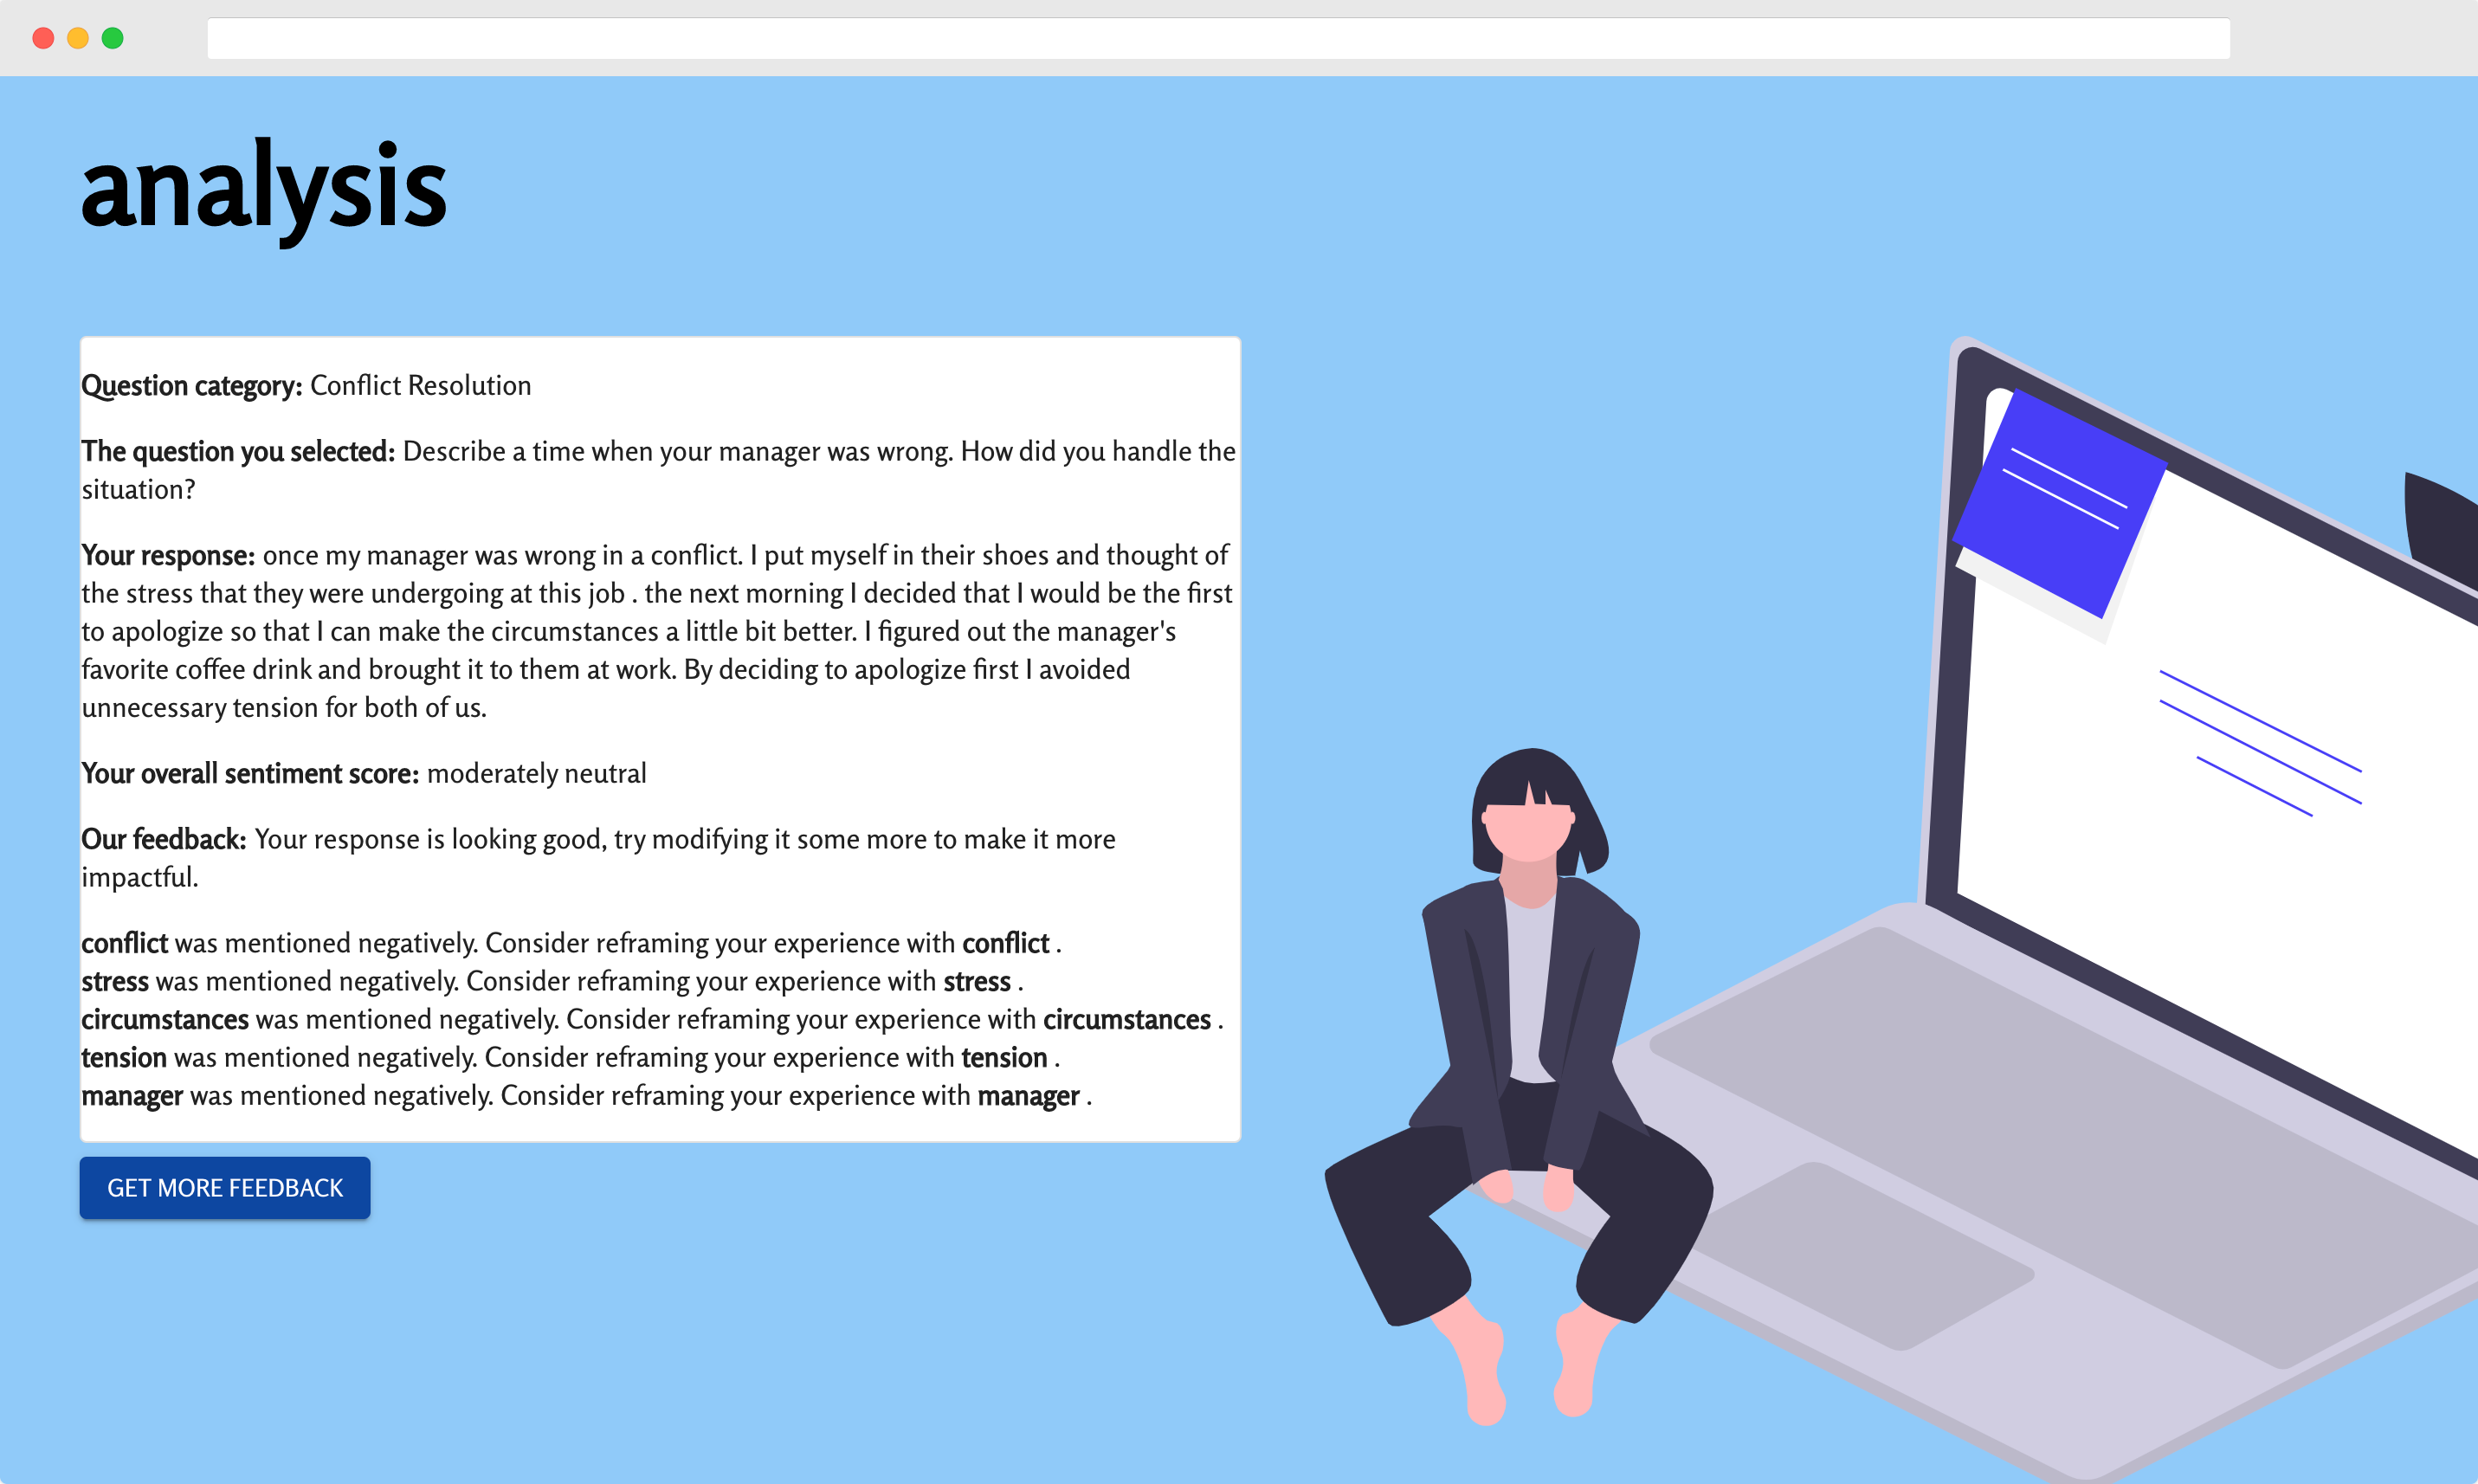 analysis
Question category: Conflict Resolution
The question you selected: Describe a time when your manager was wrong. How did you handle the
situation?
Your response: once my manager was wrong in a conflict. I put myself in their shoes and thought of
the stress that they were undergoing at this job . the next morning I decided that I would be the first
to apologize so that I can make the circumstances a little bit better. I figured out the manager's
favorite coffee drink and brought it to them at work. By deciding to apologize first I avoided
unnecessary tension for both of us.
Your overall sentiment score: moderately neutral
Our feedback: Your response is looking good, try modifying it some more to make it more
impactful.
conflict was mentioned negatively. Consider reframing your experience with conflict .
stress was mentioned negatively. Consider reframing your experience with stress .
circumstances was mentioned negatively. Consider reframing your experience with circumstances .
tension was mentioned negatively. Consider reframing your experience with tension .
manager was mentioned negatively. Consider reframing your experience with manager .
GET MORE FEEDBACK